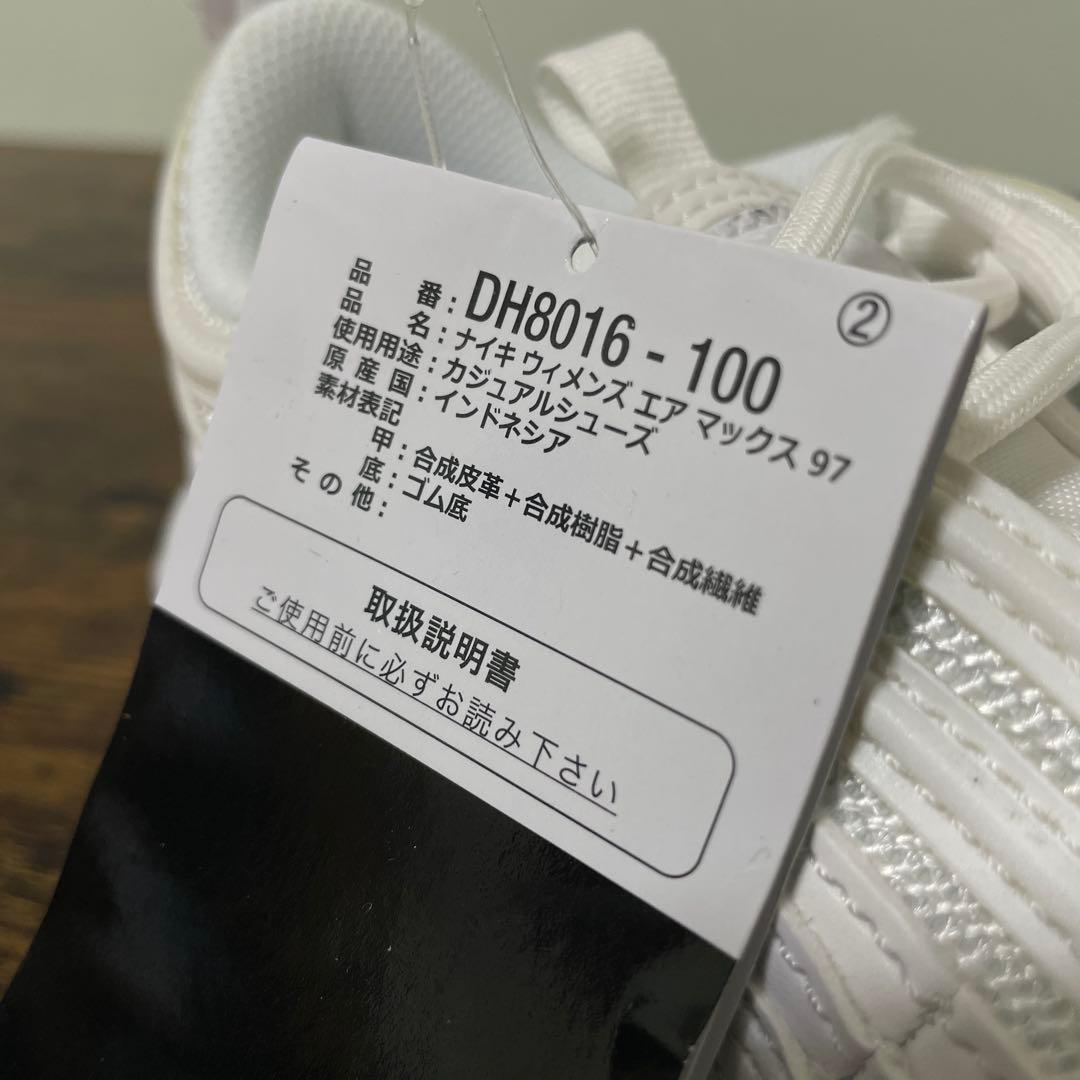 ②
品番:DH8016-100
品名:ナイキ ウィメンズ エア マックス 97
使用用途:カジュアルシューズ
原産国:インドネシア
素材表記
甲:合成皮革+合成樹脂+合成繊維
底:ゴム底
その他:
取扱説明書
ご使用前に必ずお読み下さい